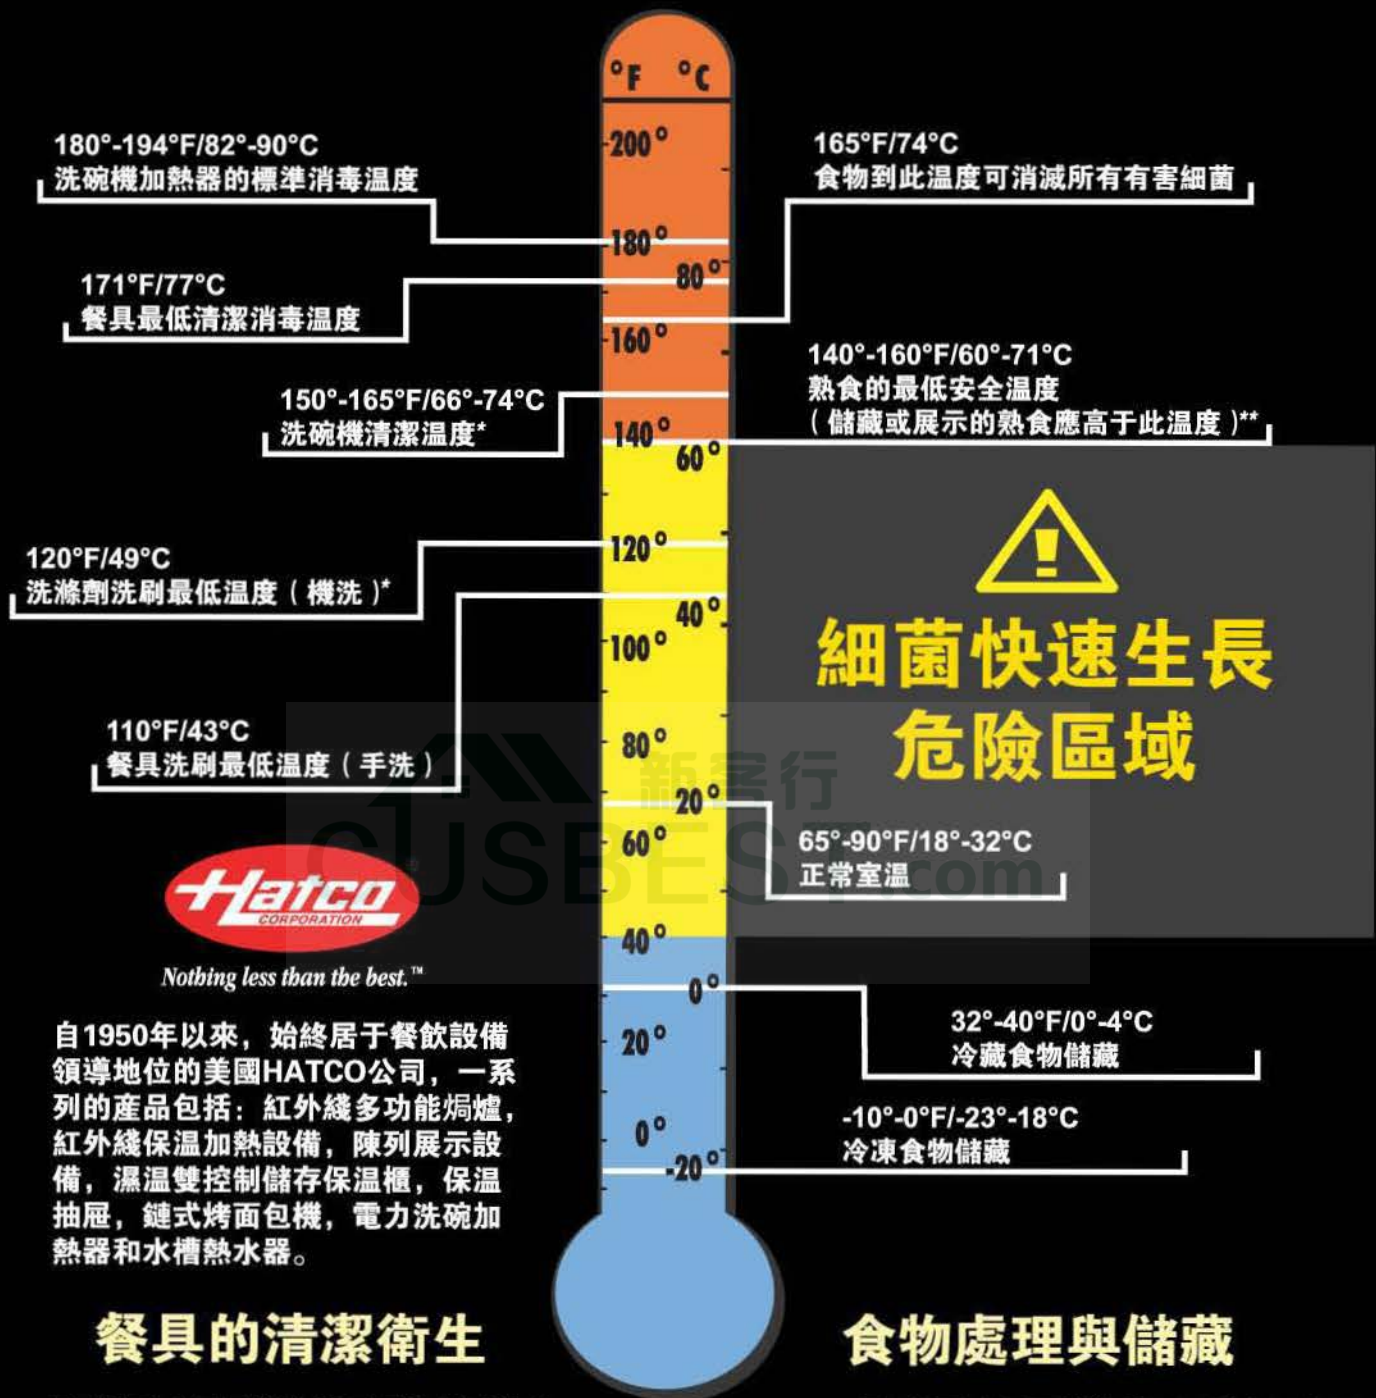 °F °C
200°
180°
80°
160°
140°
60°
120°
40°
100°
80°
20°
60°
40°
0°
20°
0°
-20°
180°-194°F/82°-90°C
洗碗機加熱器的標準消毒溫度
171°F/77°C
餐具最低清潔消毒溫度
150°-165°F/66°-74°C
洗碗機清潔溫度*
120°F/49°C
洗滌劑洗刷最低溫度（機洗）*
110°F/43°C
餐具洗刷最低溫度（手洗）
165°F/74°C
食物到此溫度可消滅所有有害細菌
140°-160°F/60°-71°C
熟食的最低安全溫度
（儲藏或展示的熟食應高于此溫度）**
細菌快速生長
危險區域
65°-90°F/18°-32°C
正常室溫
32°-40°F/0°-4°C
冷藏食物儲藏
-10°-0°F/-23°-18°C
冷凍食物儲藏
新客行
CUSBEST.com
Hatco®
CORPORATION
Nothing less than the best.™
自1950年以來，始終居于餐飲設備
領導地位的美國HATCO公司，一系
列的產品包括：紅外綫多功能焗爐，
紅外綫保溫加熱設備，陳列展示設
備，濕溫雙控制儲存保溫櫃，保溫
抽屜，鏈式烤面包機，電力洗碗加
熱器和水槽熱水器。
餐具的清潔衛生
食物處理與儲藏